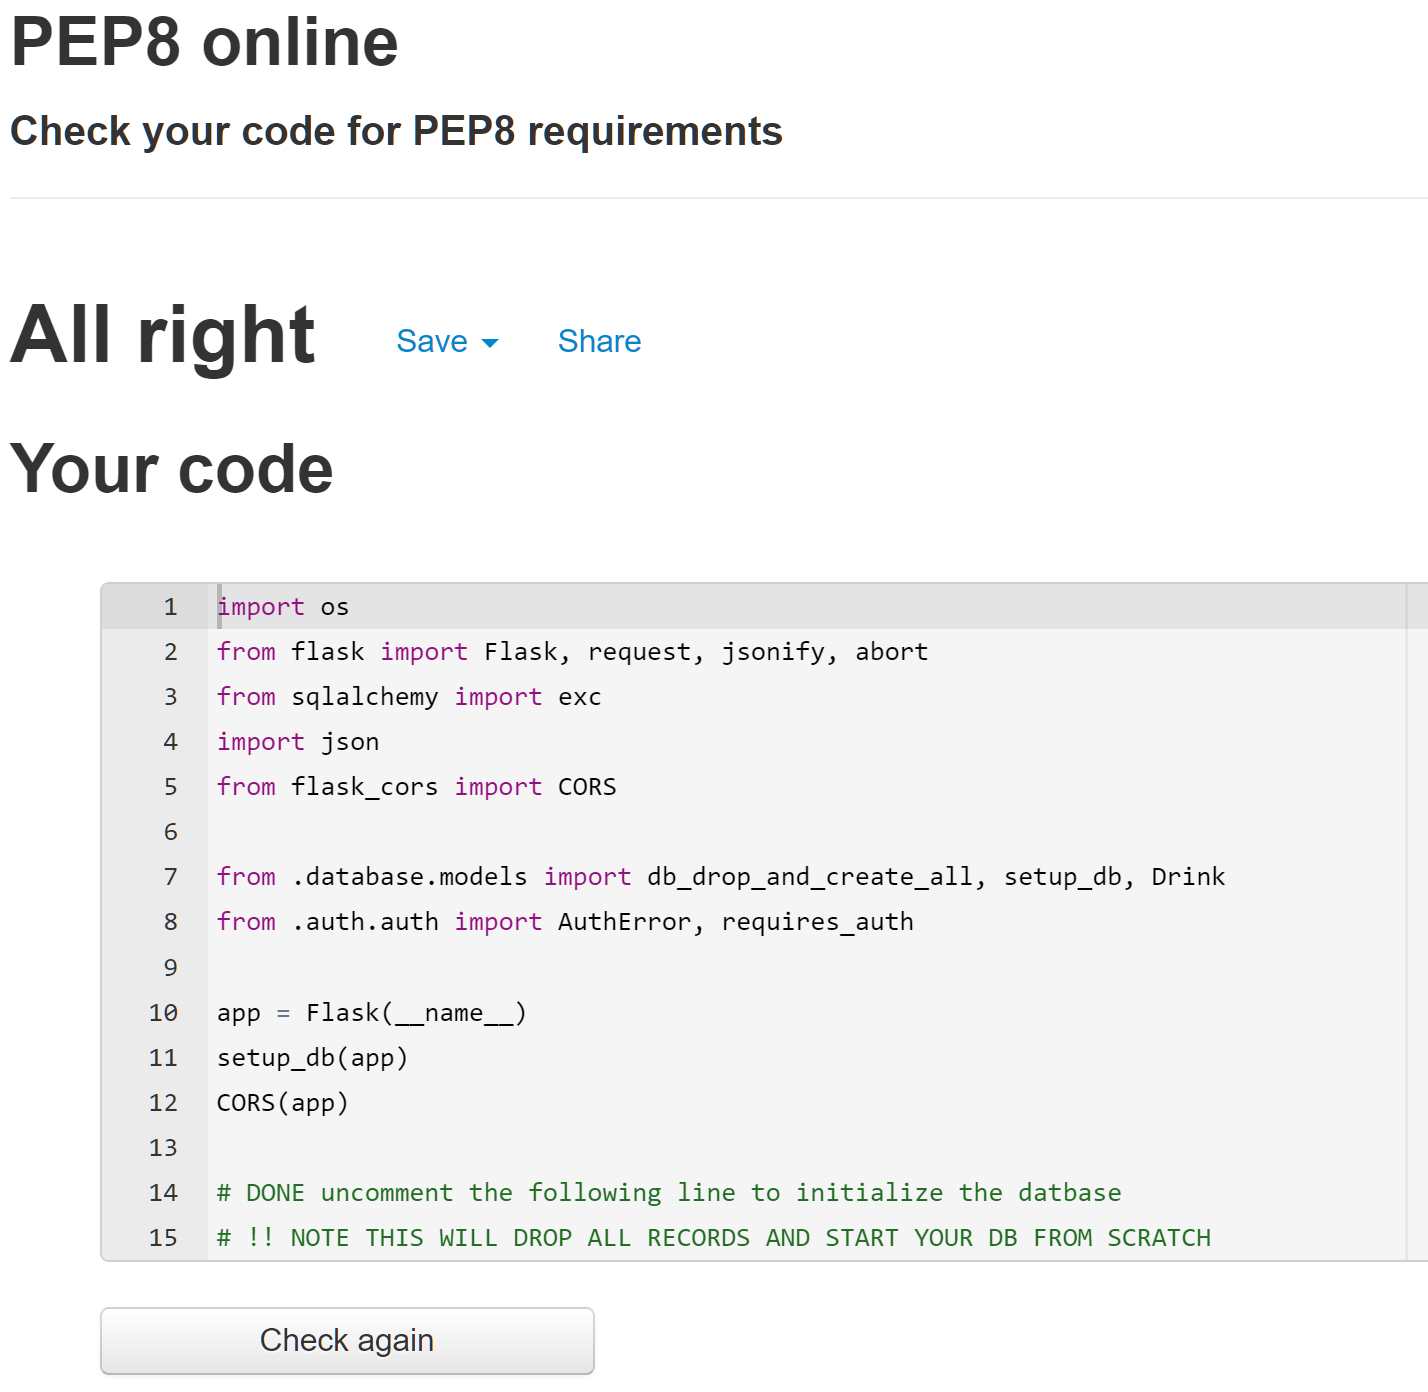 PEP8 online
Check your code for PEP8 requirements
All right Save Share
Your code
1 import os
2 from flask import Flask, request, jsonify, abort
3 from sqlalchemy import exc
4 import json
5 from flask_cors import CORS
6
7 from .database.models import db_drop_and_create_all, setup_db, Drink
8 from .auth.auth import AuthError, requires_auth
9
10 app = Flask(__name__)
11 setup_db(app)
12 CORS(app)
13
14 # DONE uncomment the following line to initialize the datbase
15 # !! NOTE THIS WILL DROP ALL RECORDS AND START YOUR DB FROM SCRATCH
Check again